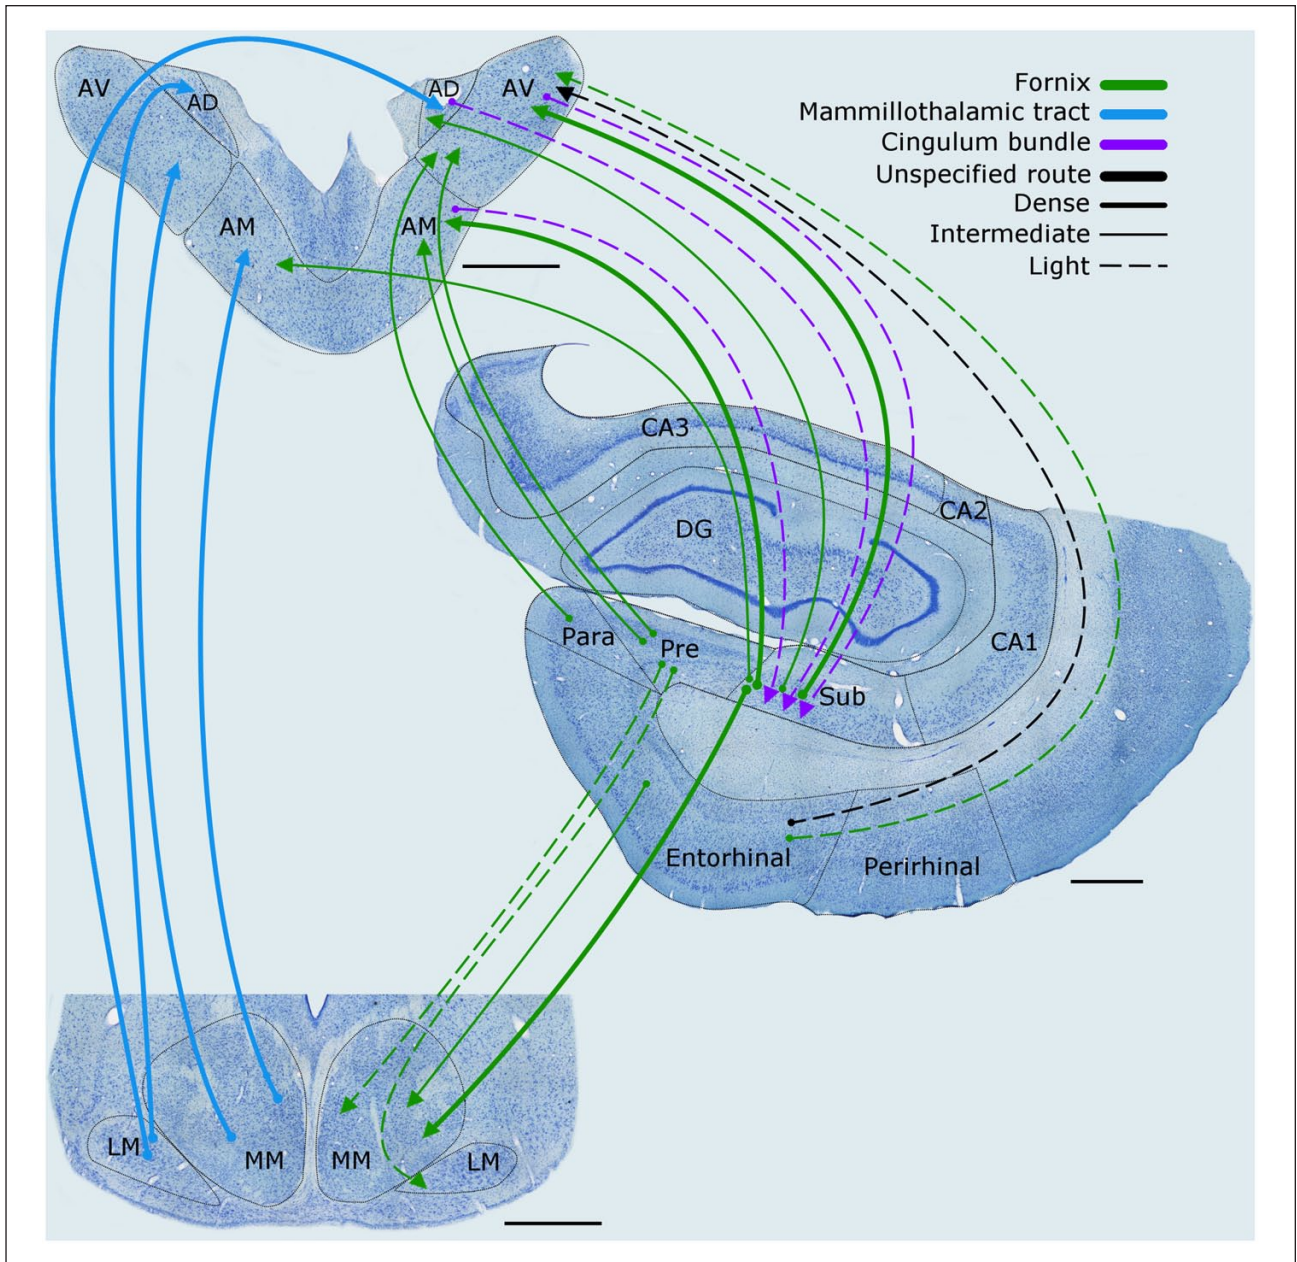 AV
AD
AD
AV
AM
AM
Fornix
Mammillothalamic tract
Cingulum bundle
Unspecified route
Dense
Intermediate
Light
CA3
CA2
DG
CA1
Para
Pre
Sub
Entorhinal
Perirhinal
LM
MM
MM
LM